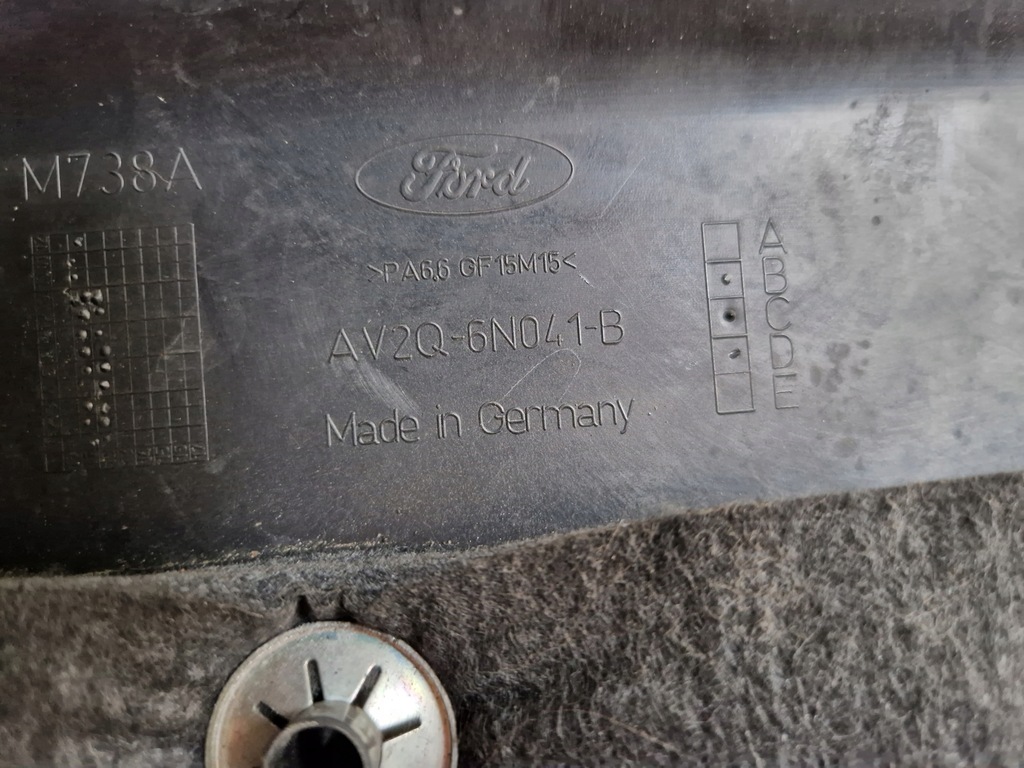 M738A
Ford
>PA6,6 GF15M15<
AV2Q-6N041-B
Made in Germany
A
B
C
D
E